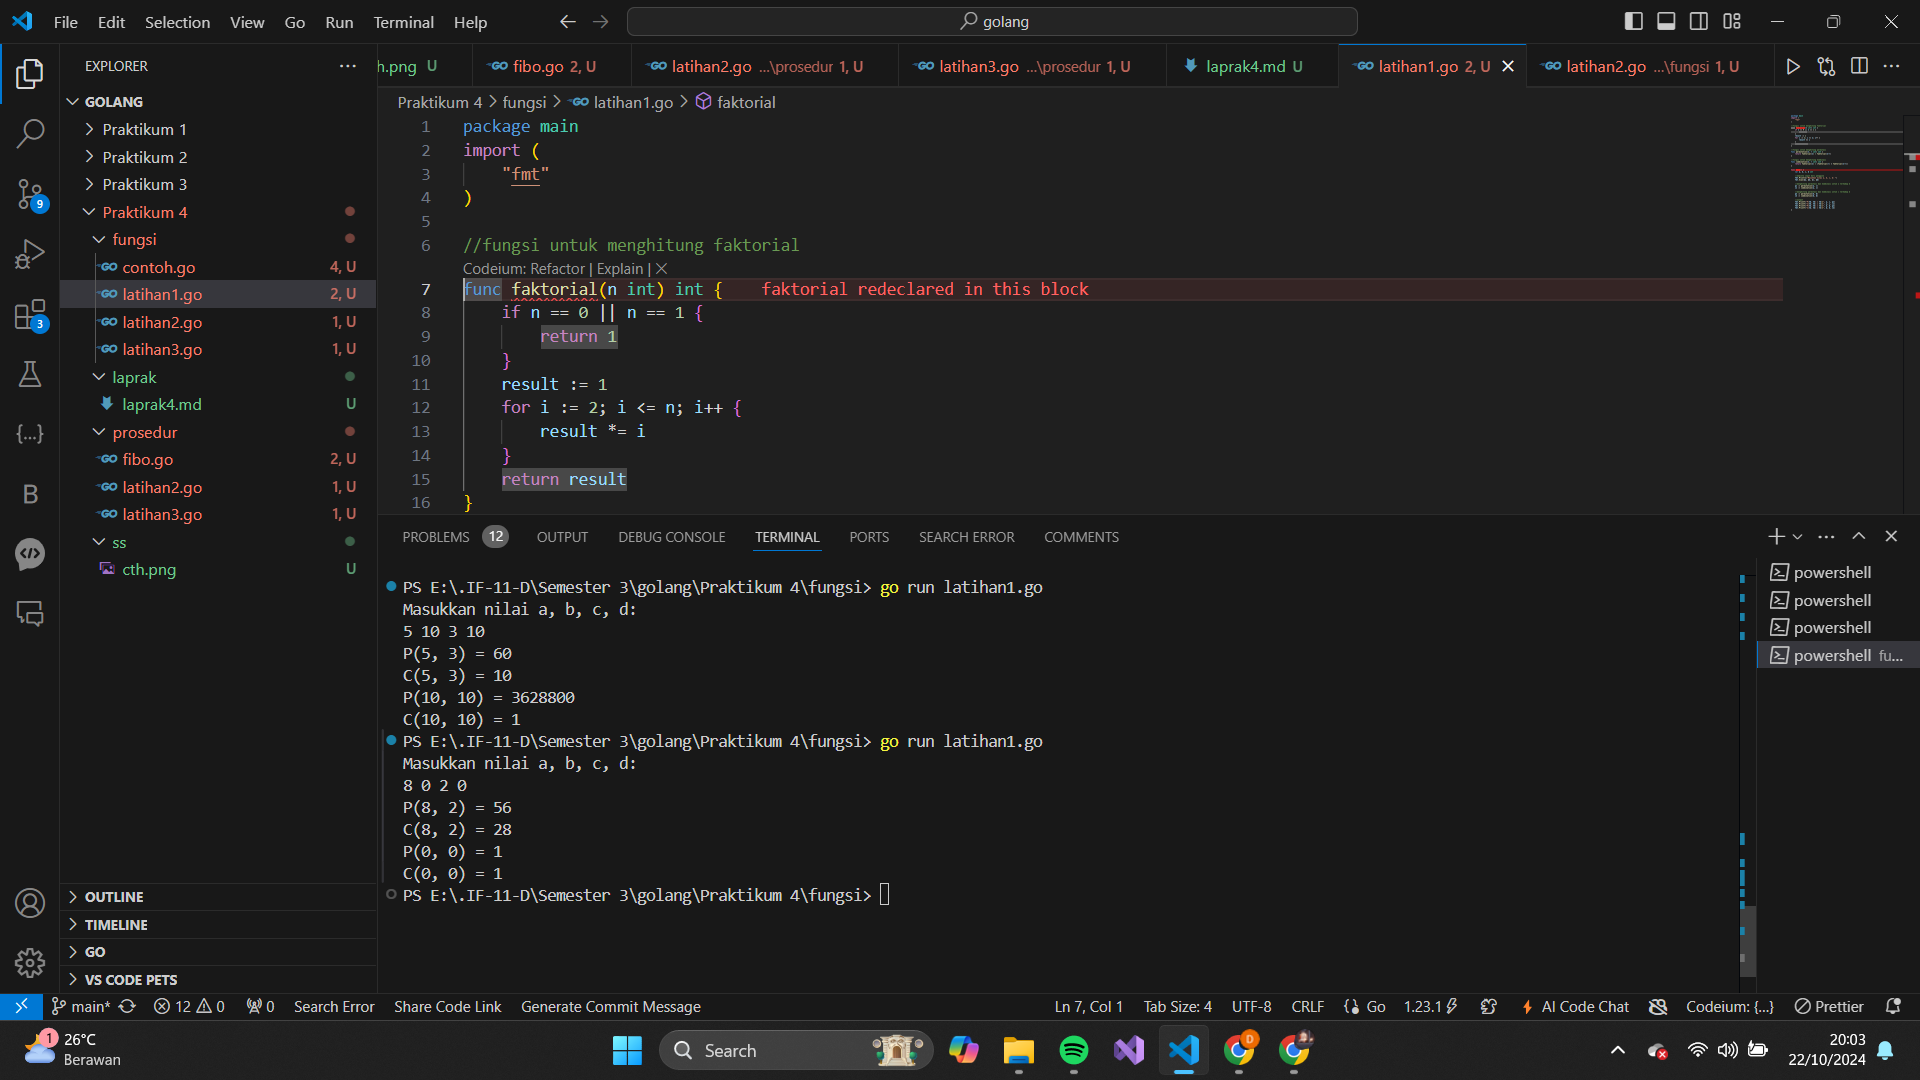 File Edit Selection View Go Run Terminal Help
golang
EXPLORER
GOLANG
Praktikum 1
Praktikum 2
Praktikum 3
Praktikum 4
fungsi
contoh.go 4, U
latihan1.go 2, U
latihan2.go 1, U
latihan3.go 1, U
laprak
laprak4.md U
prosedur
fibo.go 2, U
latihan2.go 1, U
latihan3.go 1, U
ss
cth.png U
OUTLINE
TIMELINE
GO
VS CODE PETS
9
3
h.png U
fibo.go 2, U
latihan2.go ...\prosedur 1, U
latihan3.go ...\prosedur 1, U
laprak4.md U
latihan1.go 2, U
latihan2.go ...\fungsi 1, U
Praktikum 4 > fungsi > latihan1.go > faktorial
1 package main
2 import (
3 "fmt"
4 )
5
6 //fungsi untuk menghitung faktorial
Codeium: Refactor | Explain | X
7 func faktorial(n int) int { faktorial redeclared in this block
8 if n == 0 || n == 1 {
9 return 1
10 }
11 result := 1
12 for i := 2; i <= n; i++ {
13 result *= i
14 }
15 return result
16 }
PROBLEMS 12 OUTPUT DEBUG CONSOLE TERMINAL PORTS SEARCH ERROR COMMENTS
PS E:\.IF-11-D\Semester 3\golang\Praktikum 4\fungsi> go run latihan1.go
Masukkan nilai a, b, c, d:
5 10 3 10
P(5, 3) = 60
C(5, 3) = 10
P(10, 10) = 3628800
C(10, 10) = 1
PS E:\.IF-11-D\Semester 3\golang\Praktikum 4\fungsi> go run latihan1.go
Masukkan nilai a, b, c, d:
8 0 2 0
P(8, 2) = 56
C(8, 2) = 28
P(0, 0) = 1
C(0, 0) = 1
PS E:\.IF-11-D\Semester 3\golang\Praktikum 4\fungsi>
powershell
powershell
powershell
powershell fu...
main* 12 0 0 Search Error Share Code Link Generate Commit Message
Ln 7, Col 1 Tab Size: 4 UTF-8 CRLF Go 1.23.1 AI Code Chat Codeium: {...} Prettier
1
26°C
Berawan
Search
D
20:03
22/10/2024